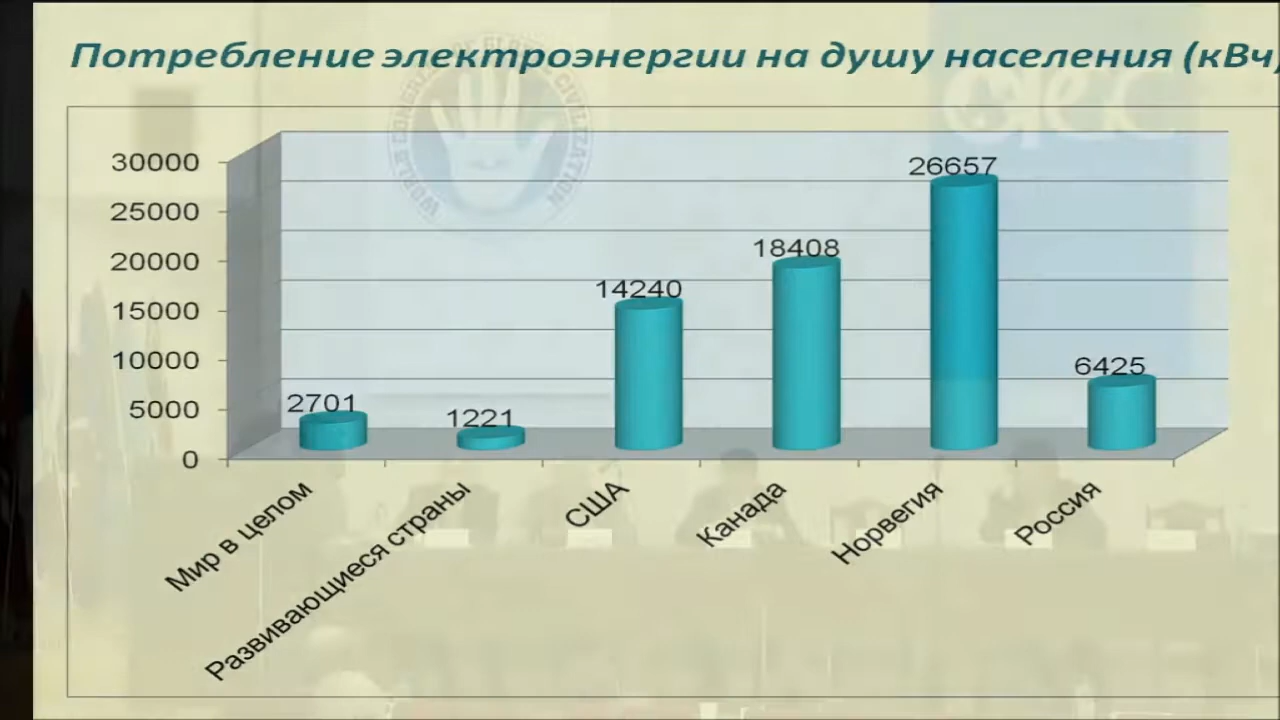 Потребление электроэнергии на душу населения (кВч)
30000
25000
20000
15000
10000
5000
0
2701
1221
14240
18408
26657
6425
Мир в целом
Развивающиеся страны
США
Канада
Норвегия
Россия